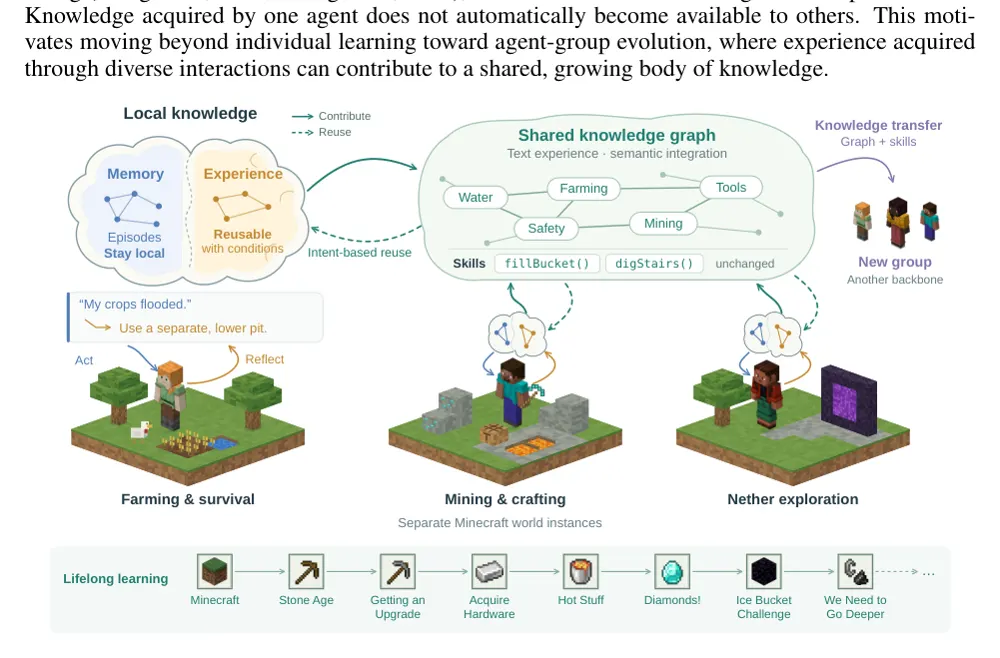 Knowledge acquired by one agent does not automatically become available to others. This moti-
vates moving beyond individual learning toward agent-group evolution, where experience acquired
through diverse interactions can contribute to a shared, growing body of knowledge.
Local knowledge
Contribute
Reuse
Memory
Episodes
Stay local
Experience
Reusable
with conditions
Intent-based reuse
Shared knowledge graph
Text experience · semantic integration
Water
Farming
Tools
Safety
Mining
Skills fillBucket() digStairs() unchanged
Knowledge transfer
Graph + skills
New group
Another backbone
"My crops flooded."
Use a separate, lower pit.
Act
Reflect
Farming & survival
Mining & crafting
Nether exploration
Separate Minecraft world instances
Lifelong learning
Minecraft
Stone Age
Getting an
Upgrade
Acquire
Hardware
Hot Stuff
Diamonds!
Ice Bucket
Challenge
We Need to
Go Deeper
...